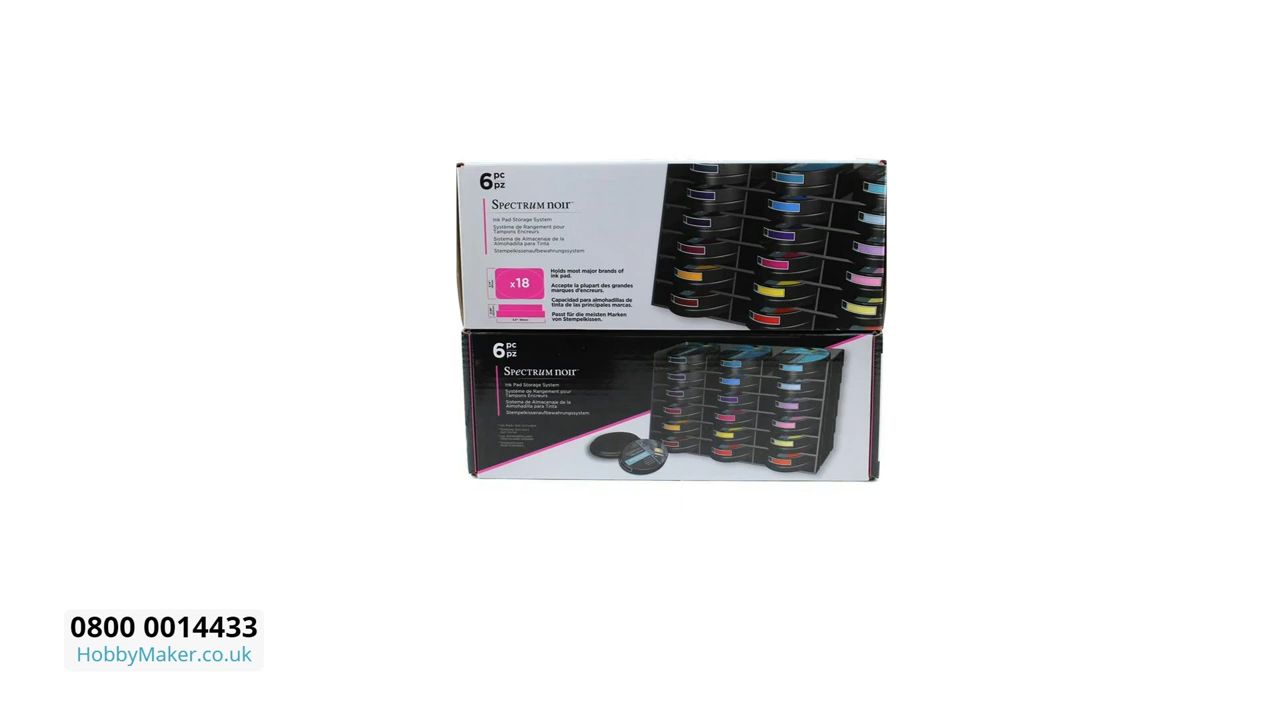 6 pc
pz
Spectrum noir™
Ink Pad Storage System
Système de Rangement pour
Tampons Encreurs
Sistema de Almacenaje de la
Almohadilla para Tinta
Stempelkissenaufbewahrungssystem
x18
Holds most major brands of
ink pad.
Accepte la plupart des grandes
marques d'encreurs.
Capacidad para almohadillas de
tinta de las principales marcas.
Passt für die meisten Marken
von Stempelkissen.
6 pc
pz
Spectrum noir™
Ink Pad Storage System
Système de Rangement pour
Tampons Encreurs
Sistema de Almacenaje de la
Almohadilla para Tinta
Stempelkissenaufbewahrungssystem
0800 0014433
HobbyMaker.co.uk